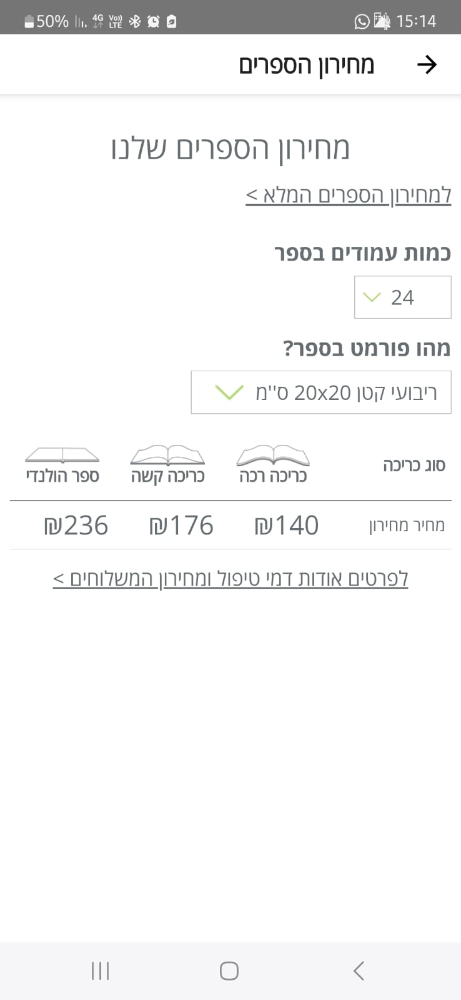 50% 4G Vo)) LTE 15:14
מחירון הספרים
מחירון הספרים שלנו
למחירון הספרים המלא >
כמות עמודים בספר
24
מהו פורמט בספר?
ריבועי קטן 20x20 ס''מ
סוג כריכה כריכה רכה כריכה קשה ספר הולנדי
מחיר מחירון ₪140 ₪176 ₪236
לפרטים אודות דמי טיפול ומחירון המשלוחים >